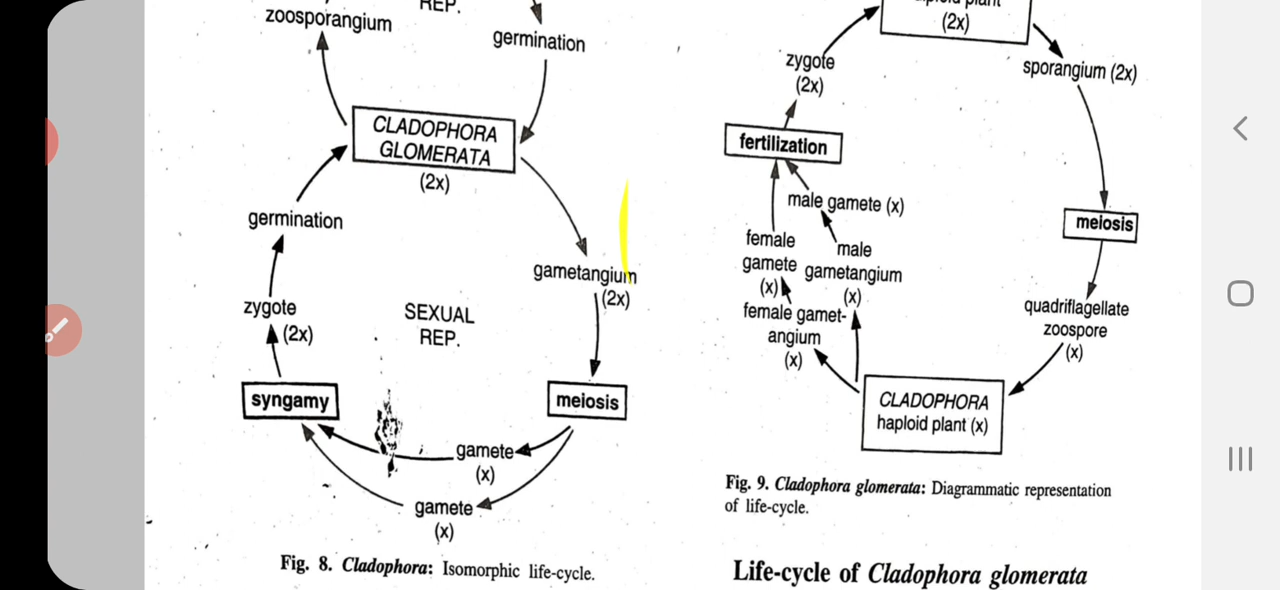 REP.
zoosporangium
germination
CLADOPHORA
GLOMERATA
(2x)
germination
gametangium
(2x)
zygote
(2x)
SEXUAL
REP.
syngamy
meiosis
gamete
(x)
gamete
(x)
Fig. 8. Cladophora: Isomorphic life-cycle.
plant
(2x)
zygote
(2x)
sporangium (2x)
fertilization
male gamete (x)
meiosis
female
gamete
(x)
male
gametangium
(x)
quadriflagellate
zoospore
(x)
female gamet-
angium
(x)
CLADOPHORA
haploid plant (x)
Fig. 9. Cladophora glomerata: Diagrammatic representation
of life-cycle.
Life-cycle of Cladophora glomerata